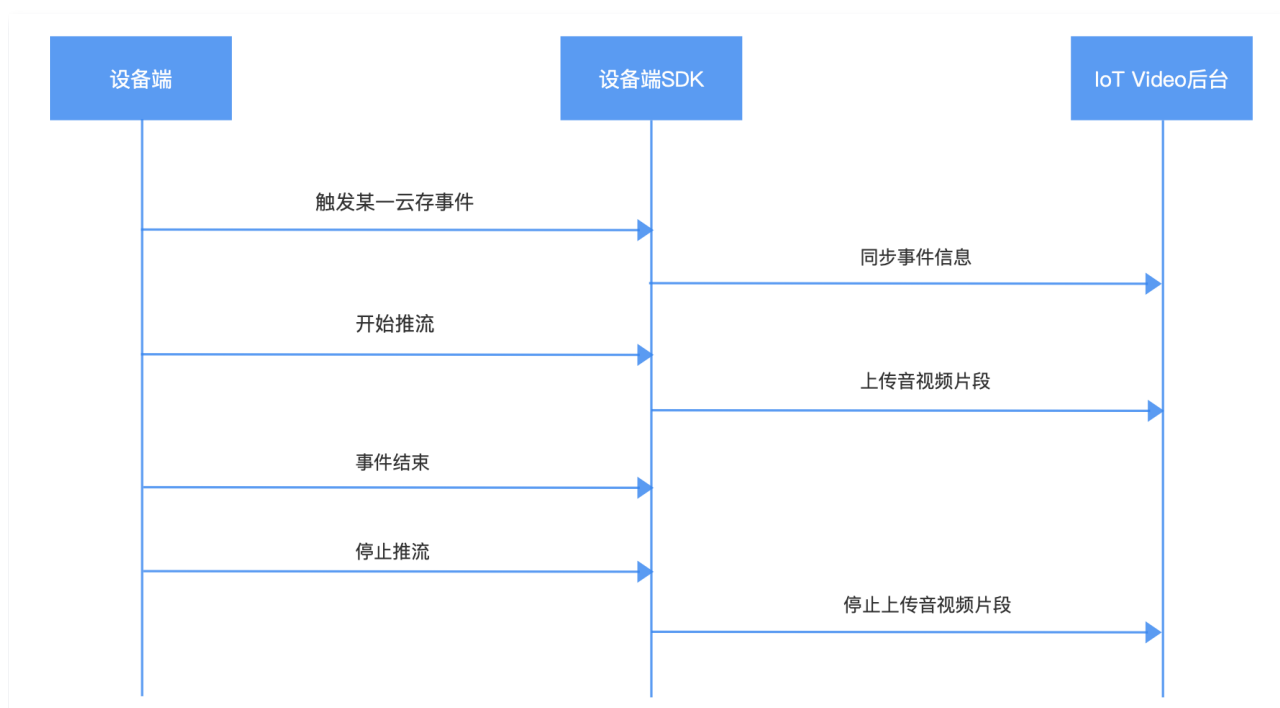 设备端
设备端SDK
IoT Video后台
触发某一云存事件
同步事件信息
开始推流
上传音视频片段
事件结束
停止推流
停止上传音视频片段